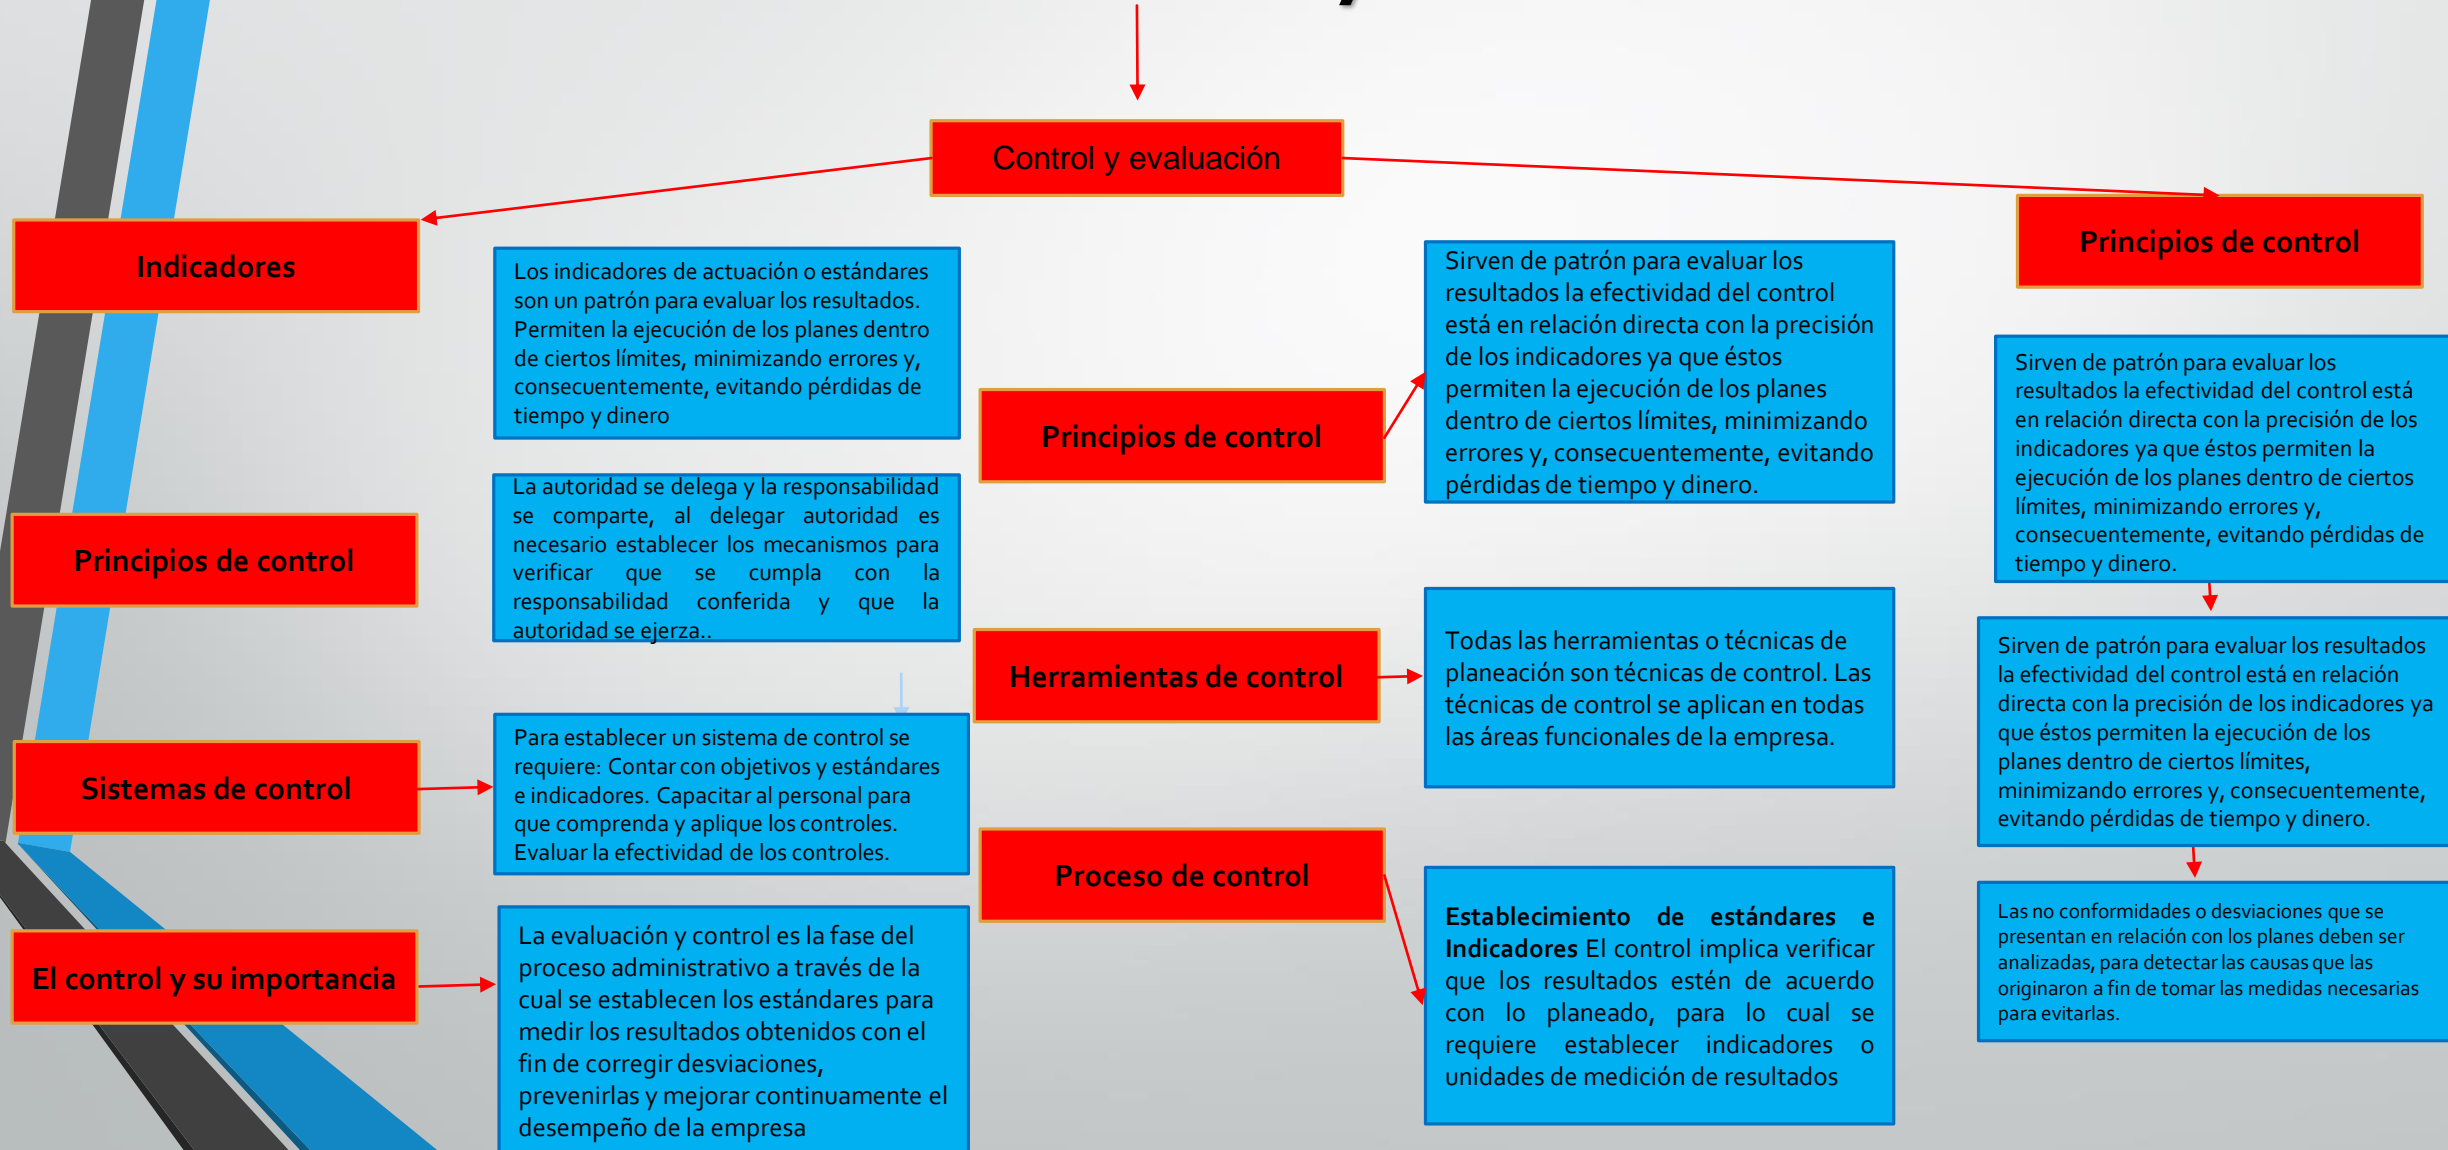 Control y evaluación
Indicadores
Los indicadores de actuación o estándares
son un patrón para evaluar los resultados.
Permiten la ejecución de los planes dentro
de ciertos límites, minimizando errores y,
consecuentemente, evitando pérdidas de
tiempo y dinero
Principios de control
La autoridad se delega y la responsabilidad
se comparte, al delegar autoridad es
necesario establecer los mecanismos para
verificar que se cumpla con la
responsabilidad conferida y que la
autoridad se ejerza..
Sistemas de control
Para establecer un sistema de control se
requiere: Contar con objetivos y estándares
e indicadores. Capacitar al personal para
que comprenda y aplique los controles.
Evaluar la efectividad de los controles.
El control y su importancia
La evaluación y control es la fase del
proceso administrativo a través de la
cual se establecen los estándares para
medir los resultados obtenidos con el
fin de corregir desviaciones,
prevenirlas y mejorar continuamente el
desempeño de la empresa
Principios de control
Sirven de patrón para evaluar los
resultados la efectividad del control
está en relación directa con la precisión
de los indicadores ya que éstos
permiten la ejecución de los planes
dentro de ciertos límites, minimizando
errores y, consecuentemente, evitando
pérdidas de tiempo y dinero.
Herramientas de control
Todas las herramientas o técnicas de
planeación son técnicas de control. Las
técnicas de control se aplican en todas
las áreas funcionales de la empresa.
Proceso de control
Establecimiento de estándares e
Indicadores El control implica verificar
que los resultados estén de acuerdo
con lo planeado, para lo cual se
requiere establecer indicadores o
unidades de medición de resultados
Principios de control
Sirven de patrón para evaluar los
resultados la efectividad del control está
en relación directa con la precisión de los
indicadores ya que éstos permiten la
ejecución de los planes dentro de ciertos
límites, minimizando errores y,
consecuentemente, evitando pérdidas de
tiempo y dinero.
Sirven de patrón para evaluar los resultados
la efectividad del control está en relación
directa con la precisión de los indicadores ya
que éstos permiten la ejecución de los
planes dentro de ciertos límites,
minimizando errores y, consecuentemente,
evitando pérdidas de tiempo y dinero.
Las no conformidades o desviaciones que se
presentan en relación con los planes deben ser
analizadas, para detectar las causas que las
originaron a fin de tomar las medidas necesarias
para evitarlas.